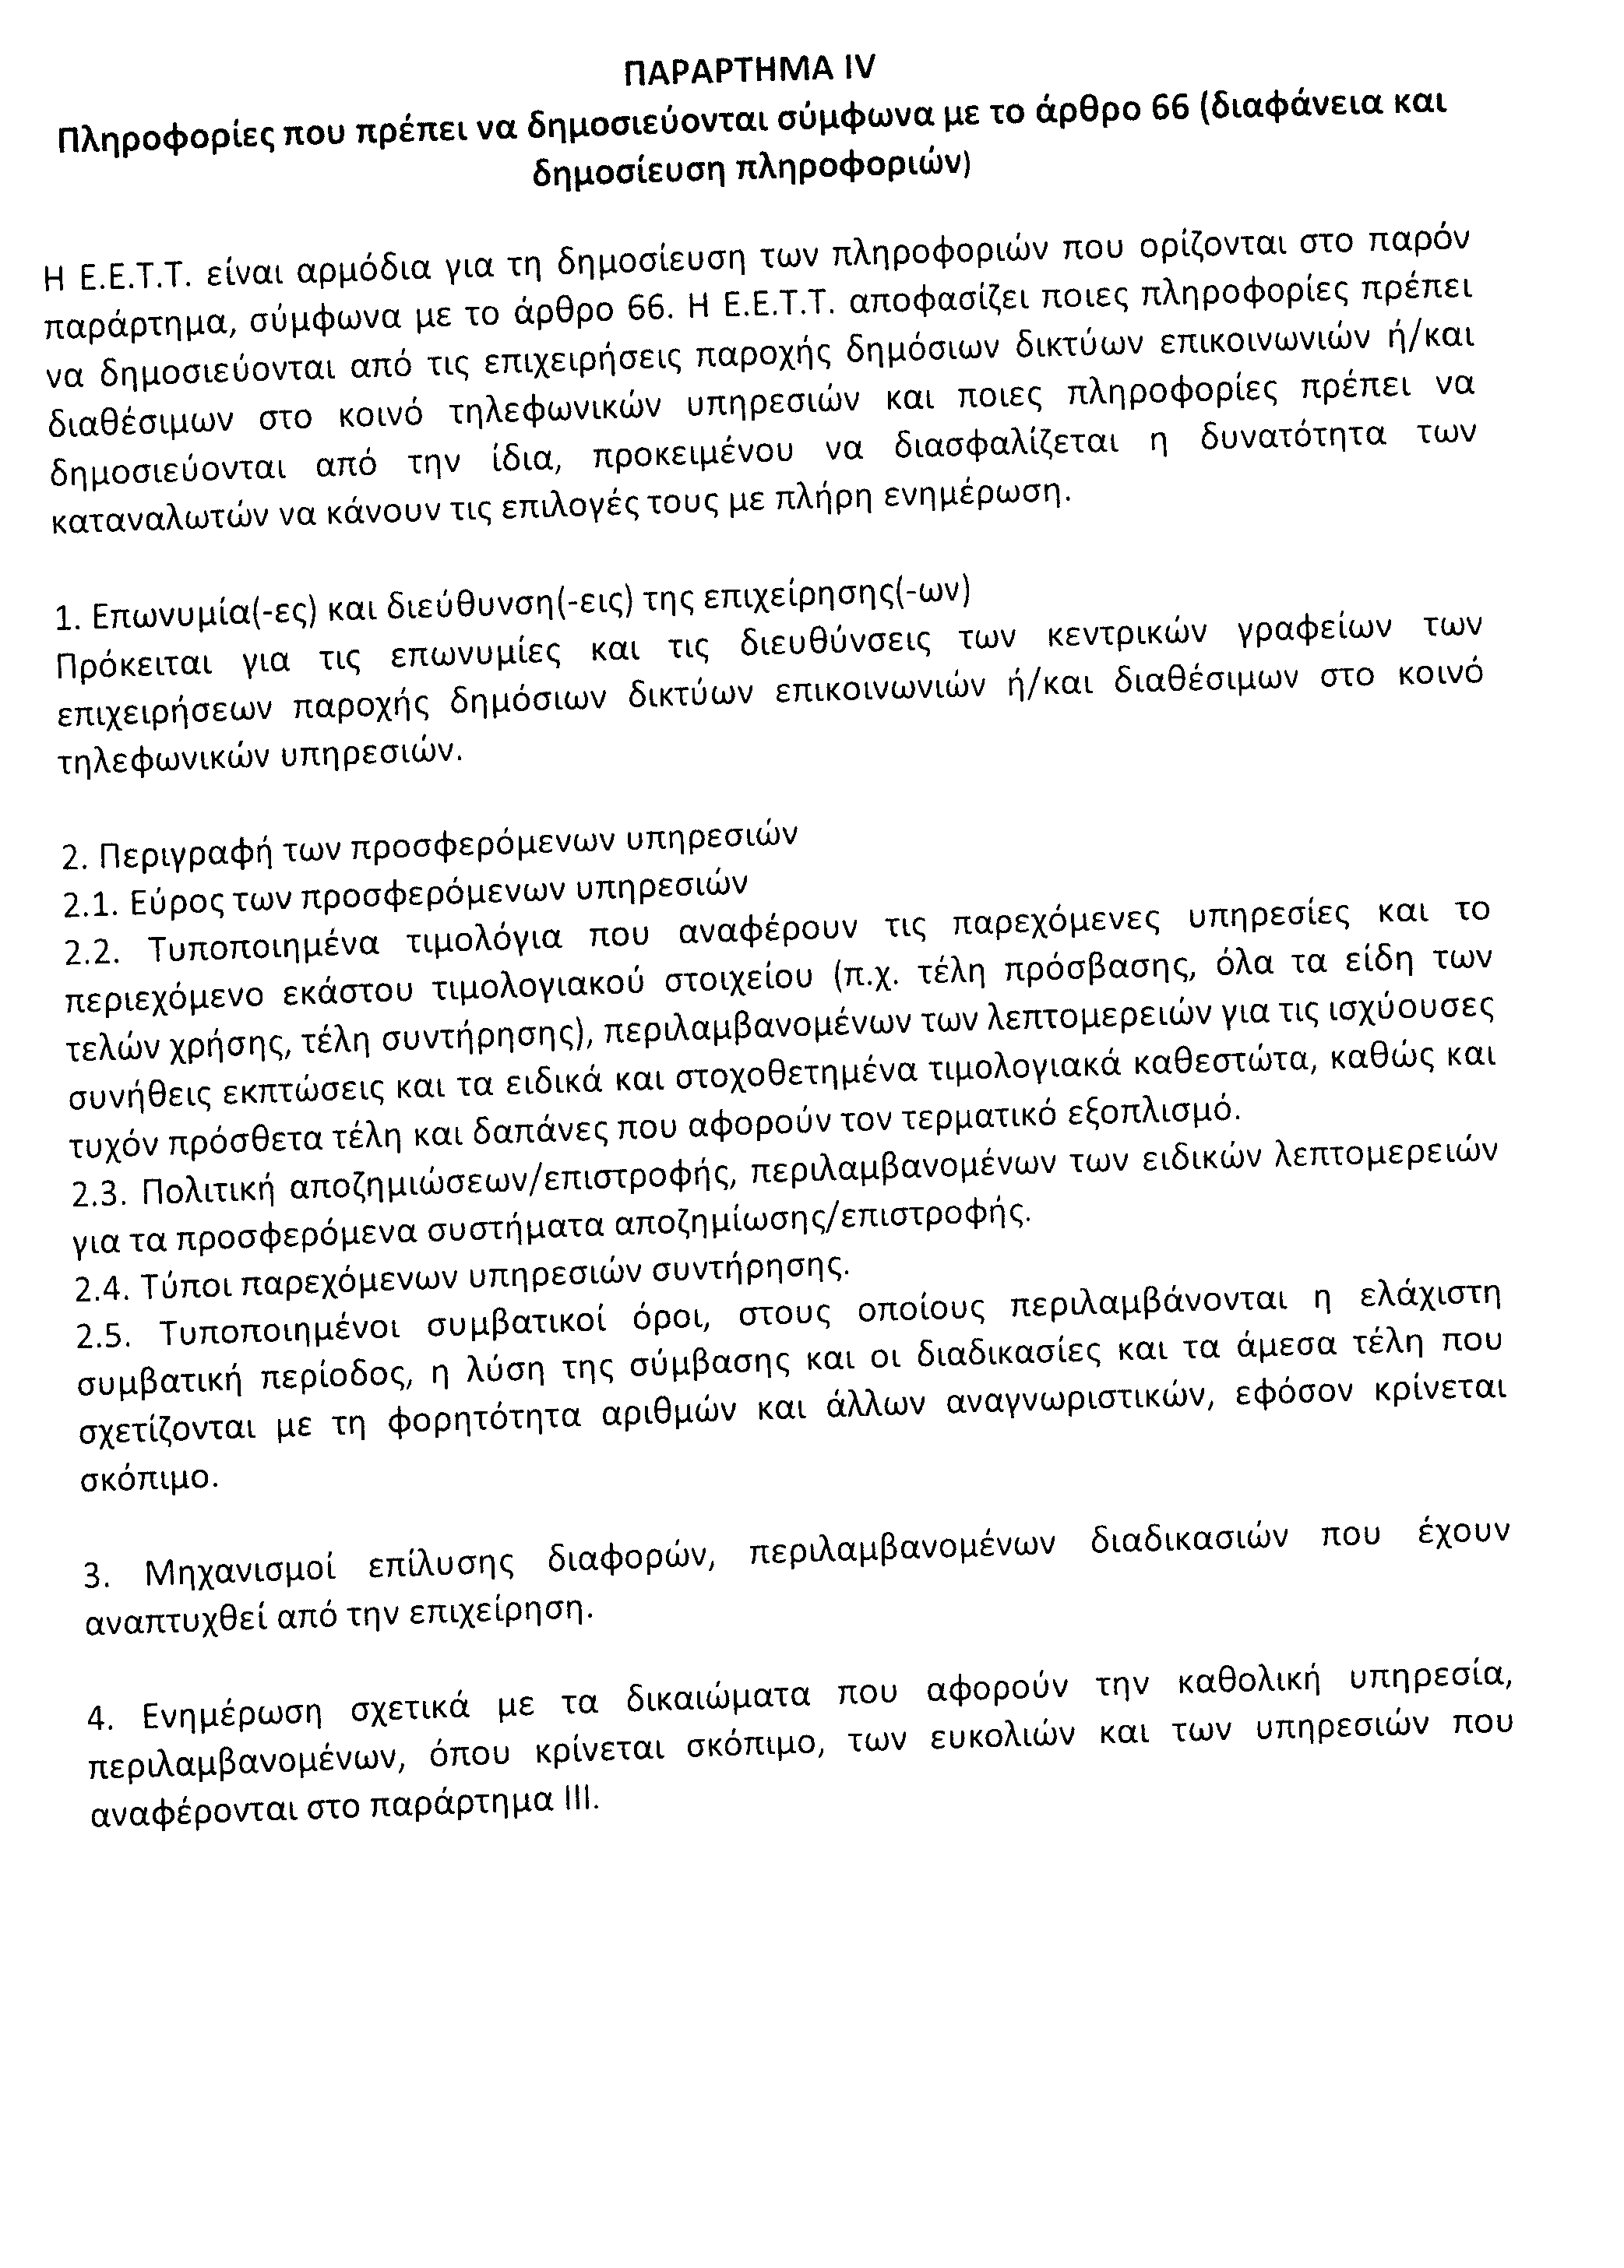 ΠΑΡΑΡΤΗΜΑ IV
Πληροφορίες που πρέπει να δημοσιεύονται σύμφωνα με το άρθρο 66 (διαφάνεια και
δημοσίευση πληροφοριών)
Η Ε.Ε.Τ.Τ. είναι αρμόδια για τη δημοσίευση των πληροφοριών που ορίζονται στο παρόν
παράρτημα, σύμφωνα με το άρθρο 66. Η Ε.Ε.Τ.Τ. αποφασίζει ποιες πληροφορίες πρέπει
να δημοσιεύονται από τις επιχειρήσεις παροχής δημόσιων δικτύων επικοινωνιών ή/και
διαθέσιμων στο κοινό τηλεφωνικών υπηρεσιών και ποιες πληροφορίες πρέπει να
δημοσιεύονται από την ίδια, προκειμένου να διασφαλίζεται η δυνατότητα των
καταναλωτών να κάνουν τις επιλογές τους με πλήρη ενημέρωση.
1. Επωνυμία(-ες) και διεύθυνση(-εις) της επιχείρησης(-ων)
Πρόκειται για τις επωνυμίες και τις διευθύνσεις των κεντρικών γραφείων των
επιχειρήσεων παροχής δημόσιων δικτύων επικοινωνιών ή/και διαθέσιμων στο κοινό
τηλεφωνικών υπηρεσιών.
2. Περιγραφή των προσφερόμενων υπηρεσιών
2.1. Εύρος των προσφερόμενων υπηρεσιών
2.2. Τυποποιημένα τιμολόγια που αναφέρουν τις παρεχόμενες υπηρεσίες και το
περιεχόμενο εκάστου τιμολογιακού στοιχείου (π.χ. τέλη πρόσβασης, όλα τα είδη των
τελών χρήσης, τέλη συντήρησης), περιλαμβανομένων των λεπτομερειών για τις ισχύουσες
συνήθεις εκπτώσεις και τα ειδικά και στοχοθετημένα τιμολογιακά καθεστώτα, καθώς και
τυχόν πρόσθετα τέλη και δαπάνες που αφορούν τον τερματικό εξοπλισμό.
2.3. Πολιτική αποζημιώσεων/επιστροφής, περιλαμβανομένων των ειδικών λεπτομερειών
για τα προσφερόμενα συστήματα αποζημίωσης/επιστροφής.
2.4. Τύποι παρεχόμενων υπηρεσιών συντήρησης.
2.5. Τυποποιημένοι συμβατικοί όροι, στους οποίους περιλαμβάνονται η ελάχιστη
συμβατική περίοδος, η λύση της σύμβασης και οι διαδικασίες και τα άμεσα τέλη που
σχετίζονται με τη φορητότητα αριθμών και άλλων αναγνωριστικών, εφόσον κρίνεται
σκόπιμο.
3. Μηχανισμοί επίλυσης διαφορών, περιλαμβανομένων διαδικασιών που έχουν
αναπτυχθεί από την επιχείρηση.
4. Ενημέρωση σχετικά με τα δικαιώματα που αφορούν την καθολική υπηρεσία,
περιλαμβανομένων, όπου κρίνεται σκόπιμο, των ευκολιών και των υπηρεσιών που
αναφέρονται στο παράρτημα III.